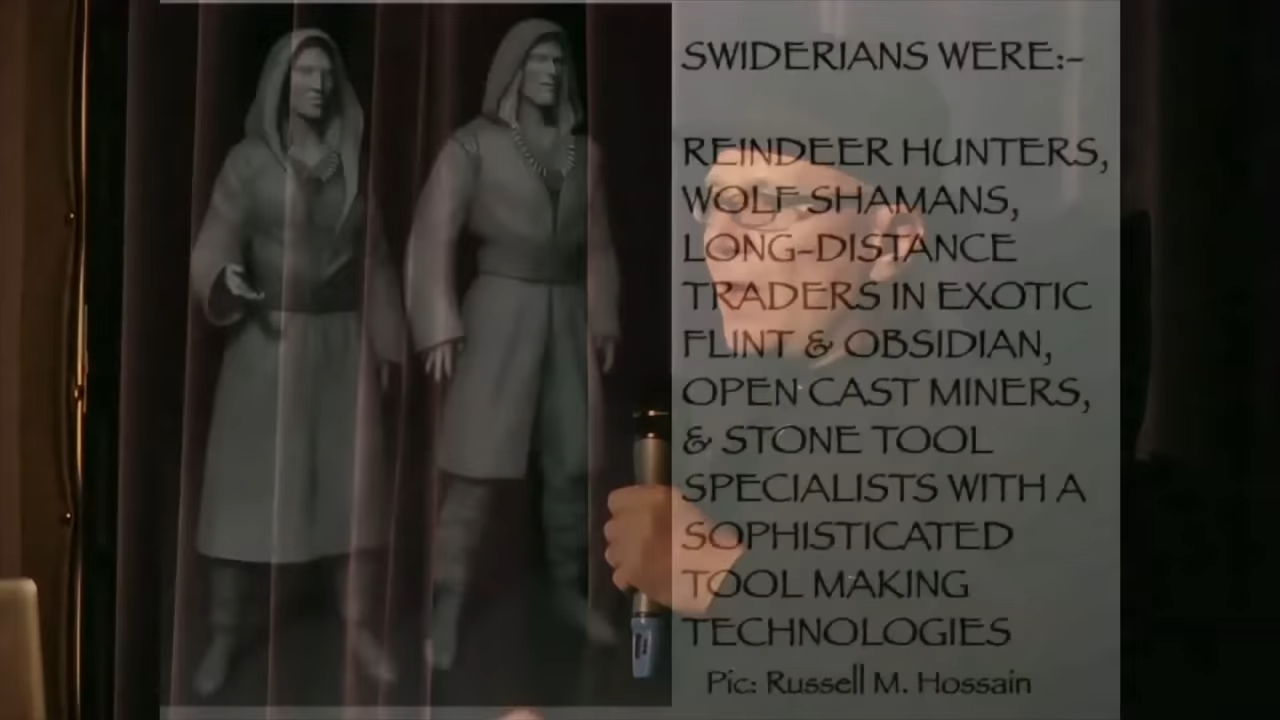 SWIDERIANS WERE:-
REINDEER HUNTERS,
WOLF SHAMANS,
LONG-DISTANCE
TRADERS IN EXOTIC
FLINT & OBSIDIAN,
OPEN CAST MINERS,
& STONE TOOL
SPECIALISTS WITH A
SOPHISTICATED
TOOL MAKING
TECHNOLOGIES
Pic: Russell M. Hossain